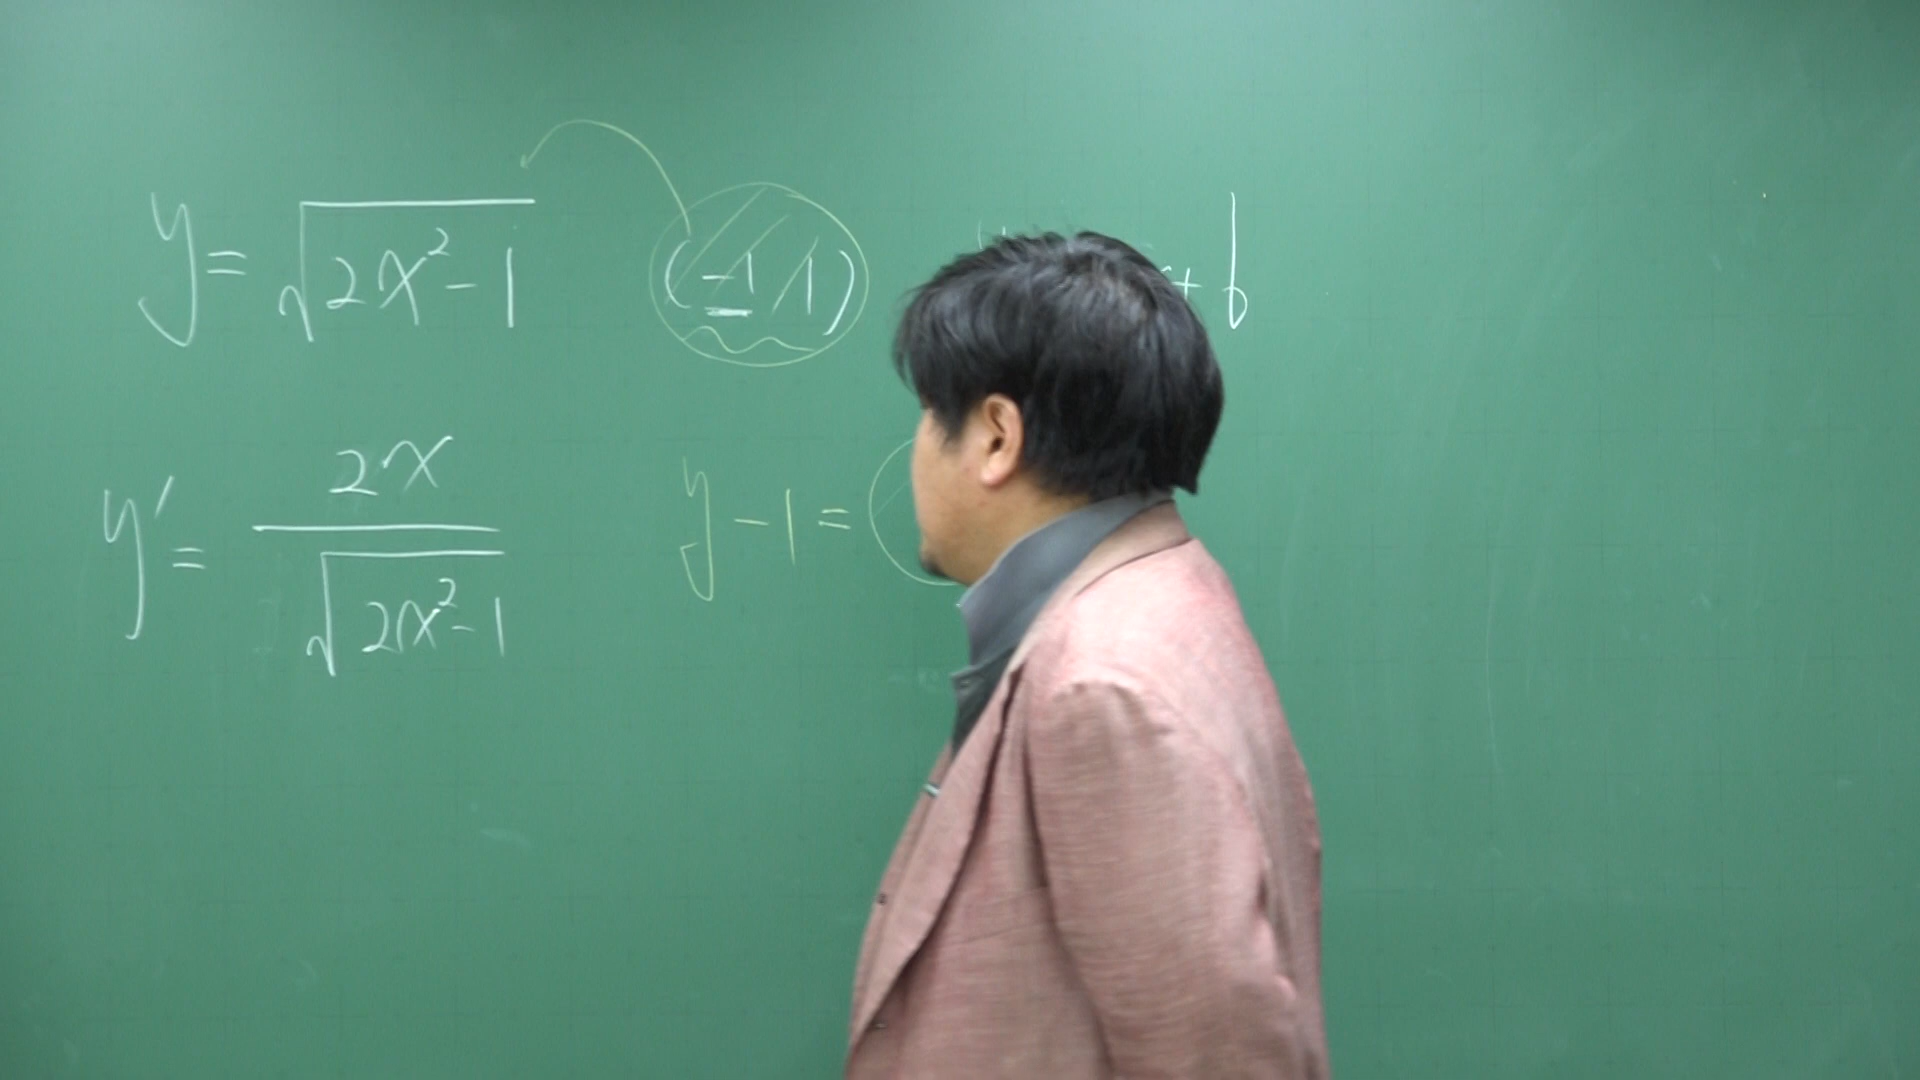 y = √(2x²-1) (-1, 1) + b
y' = 2x / √(2x²-1) y - 1 =